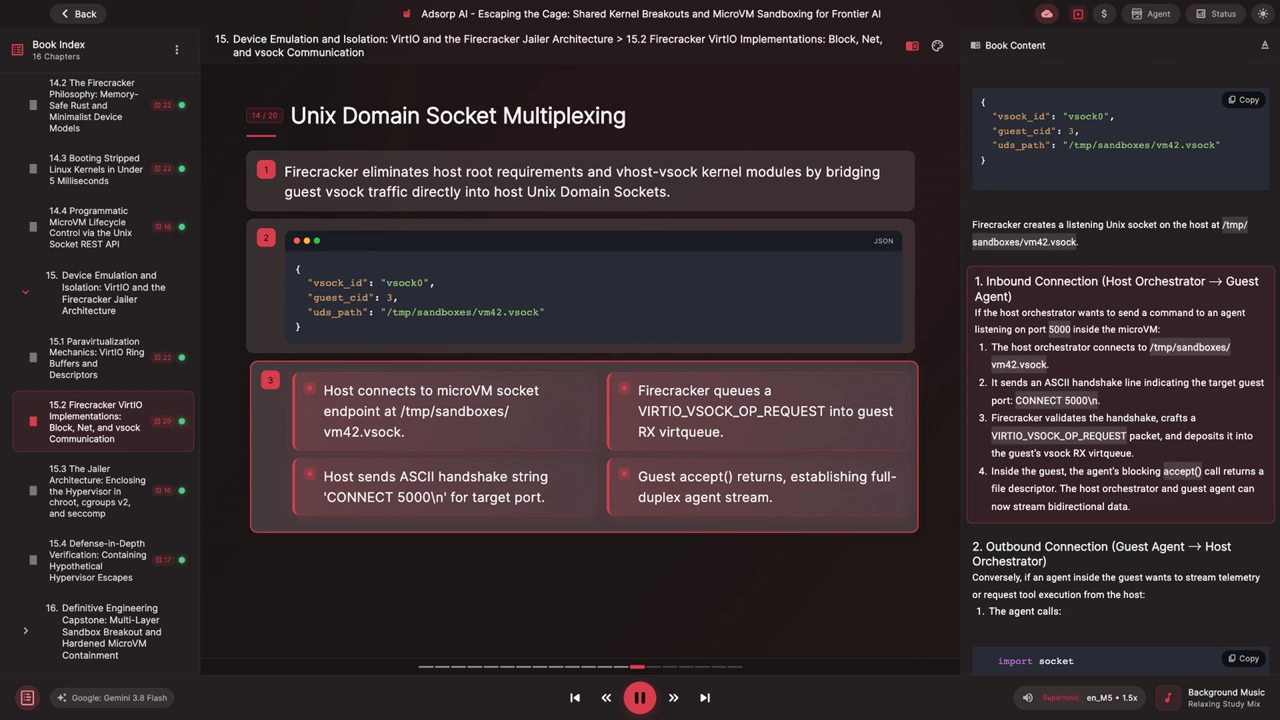 Back
Adsorp AI - Escaping the Cage: Shared Kernel Breakouts and MicroVM Sandboxing for Frontier AI
$
Agent
Status
Book Index
16 Chapters
14.2 The Firecracker
Philosophy: Memory-
Safe Rust and
Minimalist Device
Models
22
14.3 Booting Stripped
Linux Kernels in Under
5 Milliseconds
22
14.4 Programmatic
MicroVM Lifecycle
Control via the Unix
Socket REST API
16
15. Device Emulation and
Isolation: VirtIO and the
Firecracker Jailer
Architecture
15.1 Paravirtualization
Mechanics: VirtIO Ring
Buffers and
Descriptors
22
15.2 Firecracker VirtIO
Implementations:
Block, Net, and vsock
Communication
20
15.3 The Jailer
Architecture: Enclosing
the Hypervisor in
chroot, cgroups v2,
and seccomp
16
15.4 Defense-in-Depth
Verification: Containing
Hypothetical
Hypervisor Escapes
17
16. Definitive Engineering
Capstone: Multi-Layer
Sandbox Breakout and
Hardened MicroVM
Containment
15. Device Emulation and Isolation: VirtIO and the Firecracker Jailer Architecture > 15.2 Firecracker VirtIO Implementations: Block, Net,
and vsock Communication
14 / 20
Unix Domain Socket Multiplexing
1
Firecracker eliminates host root requirements and vhost-vsock kernel modules by bridging
guest vsock traffic directly into host Unix Domain Sockets.
2
JSON
{
"vsock_id": "vsock0",
"guest_cid": 3,
"uds_path": "/tmp/sandboxes/vm42.vsock"
}
3
Host connects to microVM socket
endpoint at /tmp/sandboxes/
vm42.vsock.
Firecracker queues a
VIRTIO_VSOCK_OP_REQUEST into guest
RX virtqueue.
Host sends ASCII handshake string
'CONNECT 5000\n' for target port.
Guest accept() returns, establishing full-
duplex agent stream.
Book Content
Copy
{
"vsock_id": "vsock0",
"guest_cid": 3,
"uds_path": "/tmp/sandboxes/vm42.vsock"
}
Firecracker creates a listening Unix socket on the host at /tmp/
sandboxes/vm42.vsock.
1. Inbound Connection (Host Orchestrator → Guest
Agent)
If the host orchestrator wants to send a command to an agent
listening on port 5000 inside the microVM:
1. The host orchestrator connects to /tmp/sandboxes/
vm42.vsock.
2. It sends an ASCII handshake line indicating the target guest
port: CONNECT 5000\n.
3. Firecracker validates the handshake, crafts a
VIRTIO_VSOCK_OP_REQUEST packet, and deposits it into
the guest's vsock RX virtqueue.
4. Inside the guest, the agent's blocking accept() call returns a
file descriptor. The host orchestrator and guest agent can
now stream bidirectional data.
2. Outbound Connection (Guest Agent → Host
Orchestrator)
Conversely, if an agent inside the guest wants to stream telemetry
or request tool execution from the host:
1. The agent calls:
import socket
Copy
Google: Gemini 3.8 Flash
Supertonic en_M5 • 1.5x
Background Music
Relaxing Study Mix